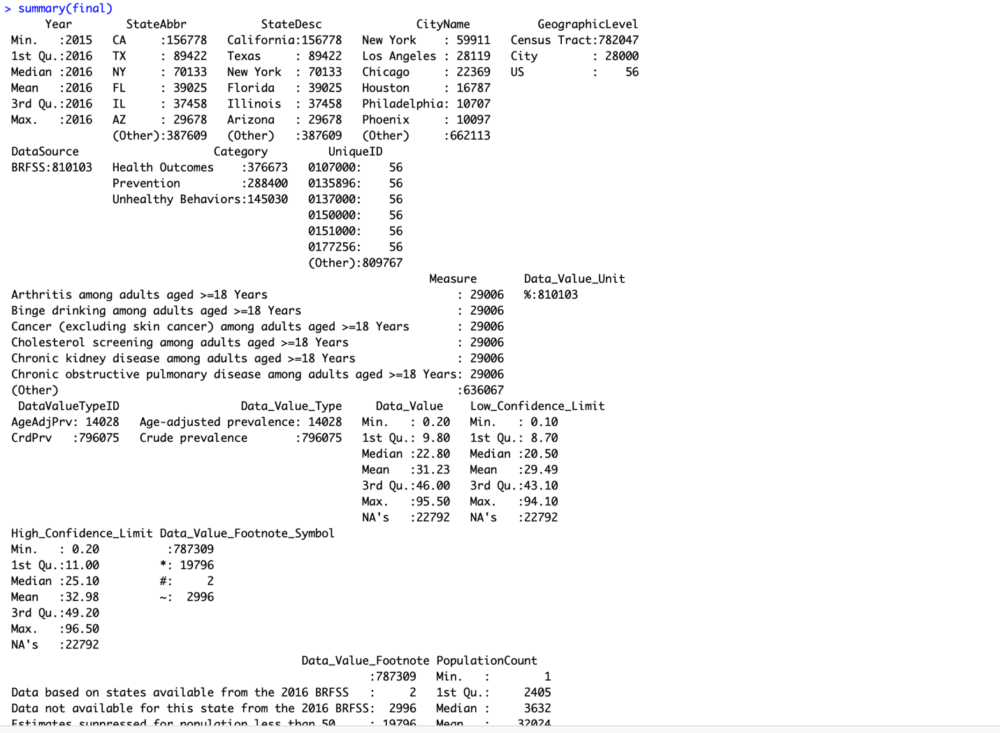 > summary(final)
      Year        StateAbbr             StateDesc                CityName            GeographicLevel
 Min.   :2015   CA     :156778   California:156778   New York    : 59911   Census Tract:782047
 1st Qu.:2016   TX     : 89422   Texas     : 89422   Los Angeles : 28119   City        : 28000
 Median :2016   NY     : 70133   New York  : 70133   Chicago     : 22369   US          :    56
 Mean   :2016   FL     : 39025   Florida   : 39025   Houston     : 16787
 3rd Qu.:2016   IL     : 37458   Illinois  : 37458   Philadelphia: 10707
 Max.   :2016   AZ     : 29678   Arizona   : 29678   Phoenix     : 10097
                (Other):387609   (Other)   :387609   (Other)     :662113
 DataSource                    Category         UniqueID
 BRFSS:810103   Health Outcomes    :376673   0107000:    56
                Prevention         :288400   0135896:    56
                Unhealthy Behaviors:145030   0137000:    56
                                             0150000:    56
                                             0151000:    56
                                             0177256:    56
                                             (Other):809767
                                                              Measure       Data_Value_Unit
 Arthritis among adults aged >=18 Years                            : 29006   %:810103
 Binge drinking among adults aged >=18 Years                       : 29006
 Cancer (excluding skin cancer) among adults aged >=18 Years       : 29006
 Cholesterol screening among adults aged >=18 Years                : 29006
 Chronic kidney disease among adults aged >=18 Years               : 29006
 Chronic obstructive pulmonary disease among adults aged >=18 Years: 29006
 (Other)                                                           :636067
  DataValueTypeID                  Data_Value_Type     Data_Value    Low_Confidence_Limit
 AgeAdjPrv: 14028   Age-adjusted prevalence: 14028   Min.   : 0.20   Min.   : 0.10
 CrdPrv   :796075   Crude prevalence       :796075   1st Qu.: 9.80   1st Qu.: 8.70
                                                     Median :22.80   Median :20.50
                                                     Mean   :31.23   Mean   :29.49
                                                     3rd Qu.:46.00   3rd Qu.:43.10
                                                     Max.   :95.50   Max.   :94.10
                                                     NA's   :22792   NA's   :22792
 High_Confidence_Limit Data_Value_Footnote_Symbol
 Min.   : 0.20          :787309
 1st Qu.:11.00         *: 19796
 Median :25.10         #:     2
 Mean   :32.98         ~:  2996
 3rd Qu.:49.20
 Max.   :96.50
 NA's   :22792
                                           Data_Value_Footnote PopulationCount
                                                     :787309   Min.   :       1
 Data based on states available from the 2016 BRFSS  :     2   1st Qu.:    2405
 Data not available for this state from the 2016 BRFSS:  2996   Median :    3632
 Estimates suppressed for population less than 50    : 19796   Mean   :   32024